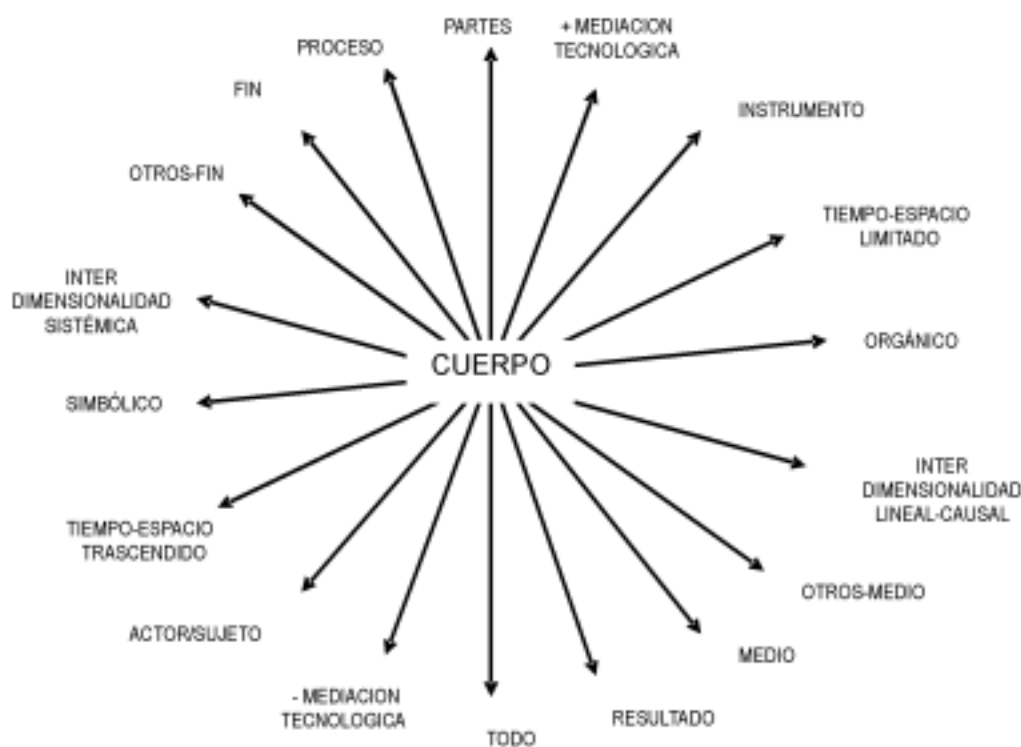 PARTES
+ MEDIACION
TECNOLOGICA
PROCESO
FIN
INSTRUMENTO
OTROS-FIN
TIEMPO-ESPACIO
LIMITADO
INTER
DIMENSIONALIDAD
SISTÉMICA
ORGÁNICO
CUERPO
SIMBÓLICO
INTER
DIMENSIONALIDAD
LINEAL-CAUSAL
TIEMPO-ESPACIO
TRASCENDIDO
OTROS-MEDIO
ACTOR/SUJETO
MEDIO
- MEDIACION
TECNOLOGICA
RESULTADO
TODO